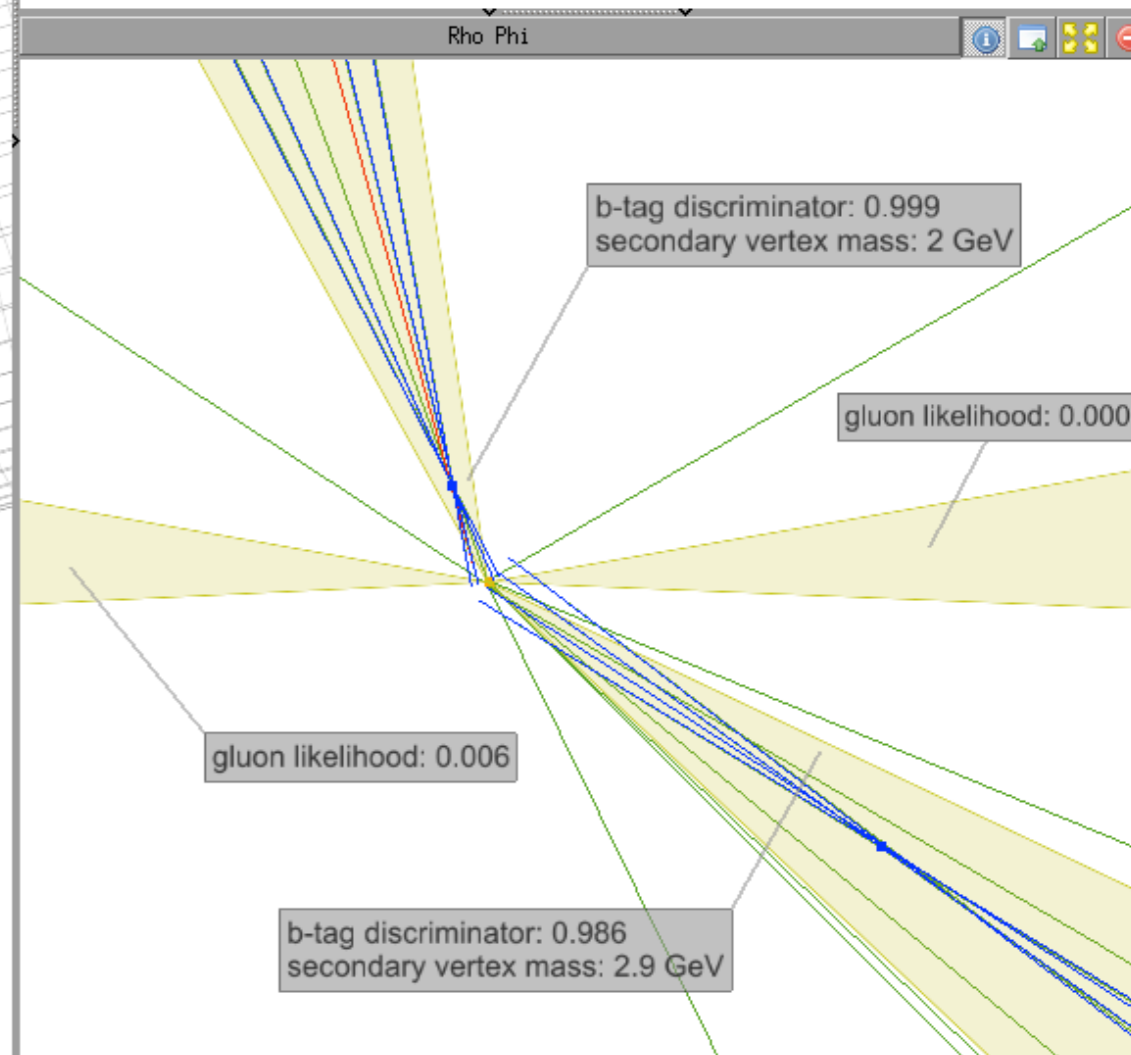 Rho Phi
b-tag discriminator: 0.999
secondary vertex mass: 2 GeV
gluon likelihood: 0.000
gluon likelihood: 0.006
b-tag discriminator: 0.986
secondary vertex mass: 2.9 GeV